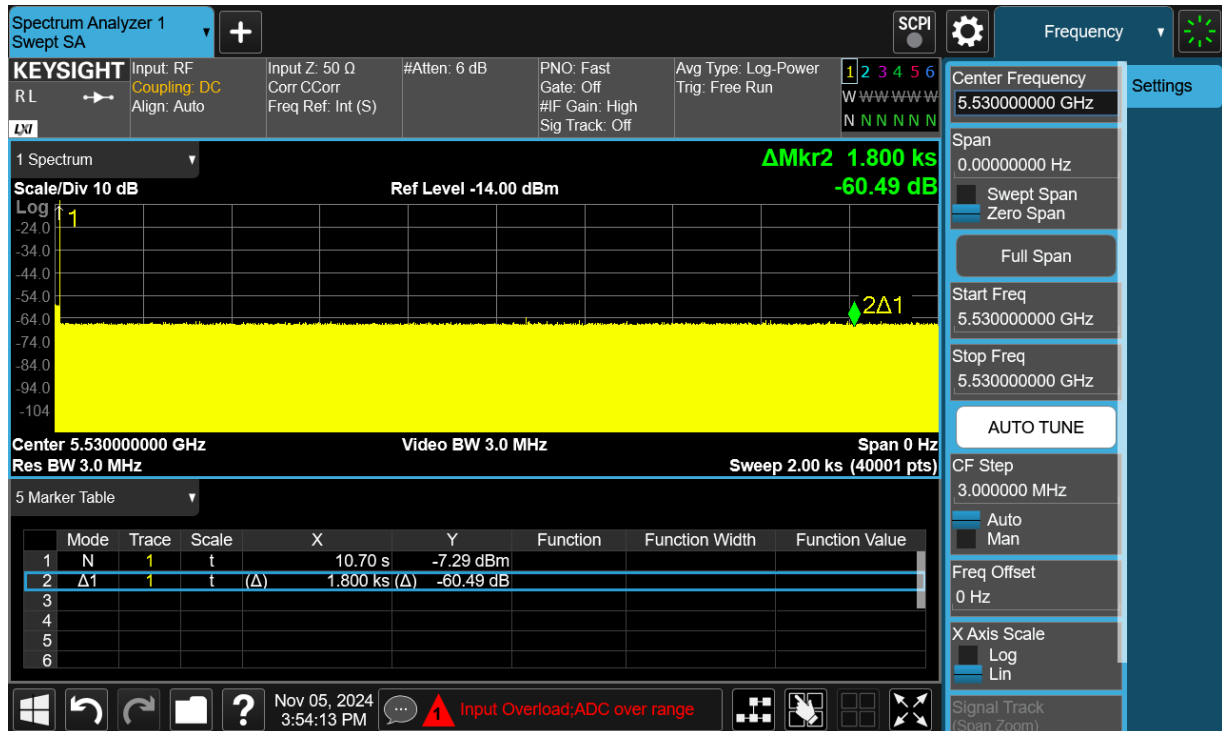 Spectrum Analyzer 1
Swept SA
+
SCPI
Frequency
KEYSIGHT
R L
LXI
Input: RF
Coupling: DC
Align: Auto
Input Z: 50 Ω
Corr CCorr
Freq Ref: Int (S)
#Atten: 6 dB
PNO: Fast
Gate: Off
#IF Gain: High
Sig Track: Off
Avg Type: Log-Power
Trig: Free Run
1 2 3 4 5 6
W W W W W W
N N N N N N
1 Spectrum
ΔMkr2 1.800 ks
-60.49 dB
Scale/Div 10 dB
Ref Level -14.00 dBm
Log
1
-24.0
-34.0
-44.0
-54.0
-64.0
-74.0
-84.0
-94.0
-104
2Δ1
Center 5.530000000 GHz
Video BW 3.0 MHz
Span 0 Hz
Res BW 3.0 MHz
Sweep 2.00 ks (40001 pts)
5 Marker Table
Mode Trace Scale X Y Function Function Width Function Value
1 N 1 t 10.70 s -7.29 dBm
2 Δ1 1 t (Δ) 1.800 ks (Δ) -60.49 dB
3
4
5
6
Center Frequency
5.530000000 GHz
Settings
Span
0.00000000 Hz
Swept Span
Zero Span
Full Span
Start Freq
5.530000000 GHz
Stop Freq
5.530000000 GHz
AUTO TUNE
CF Step
3.000000 MHz
Auto
Man
Freq Offset
0 Hz
X Axis Scale
Log
Lin
Signal Track
(Span Zoom)
?
Nov 05, 2024
3:54:13 PM
1
Input Overload;ADC over range